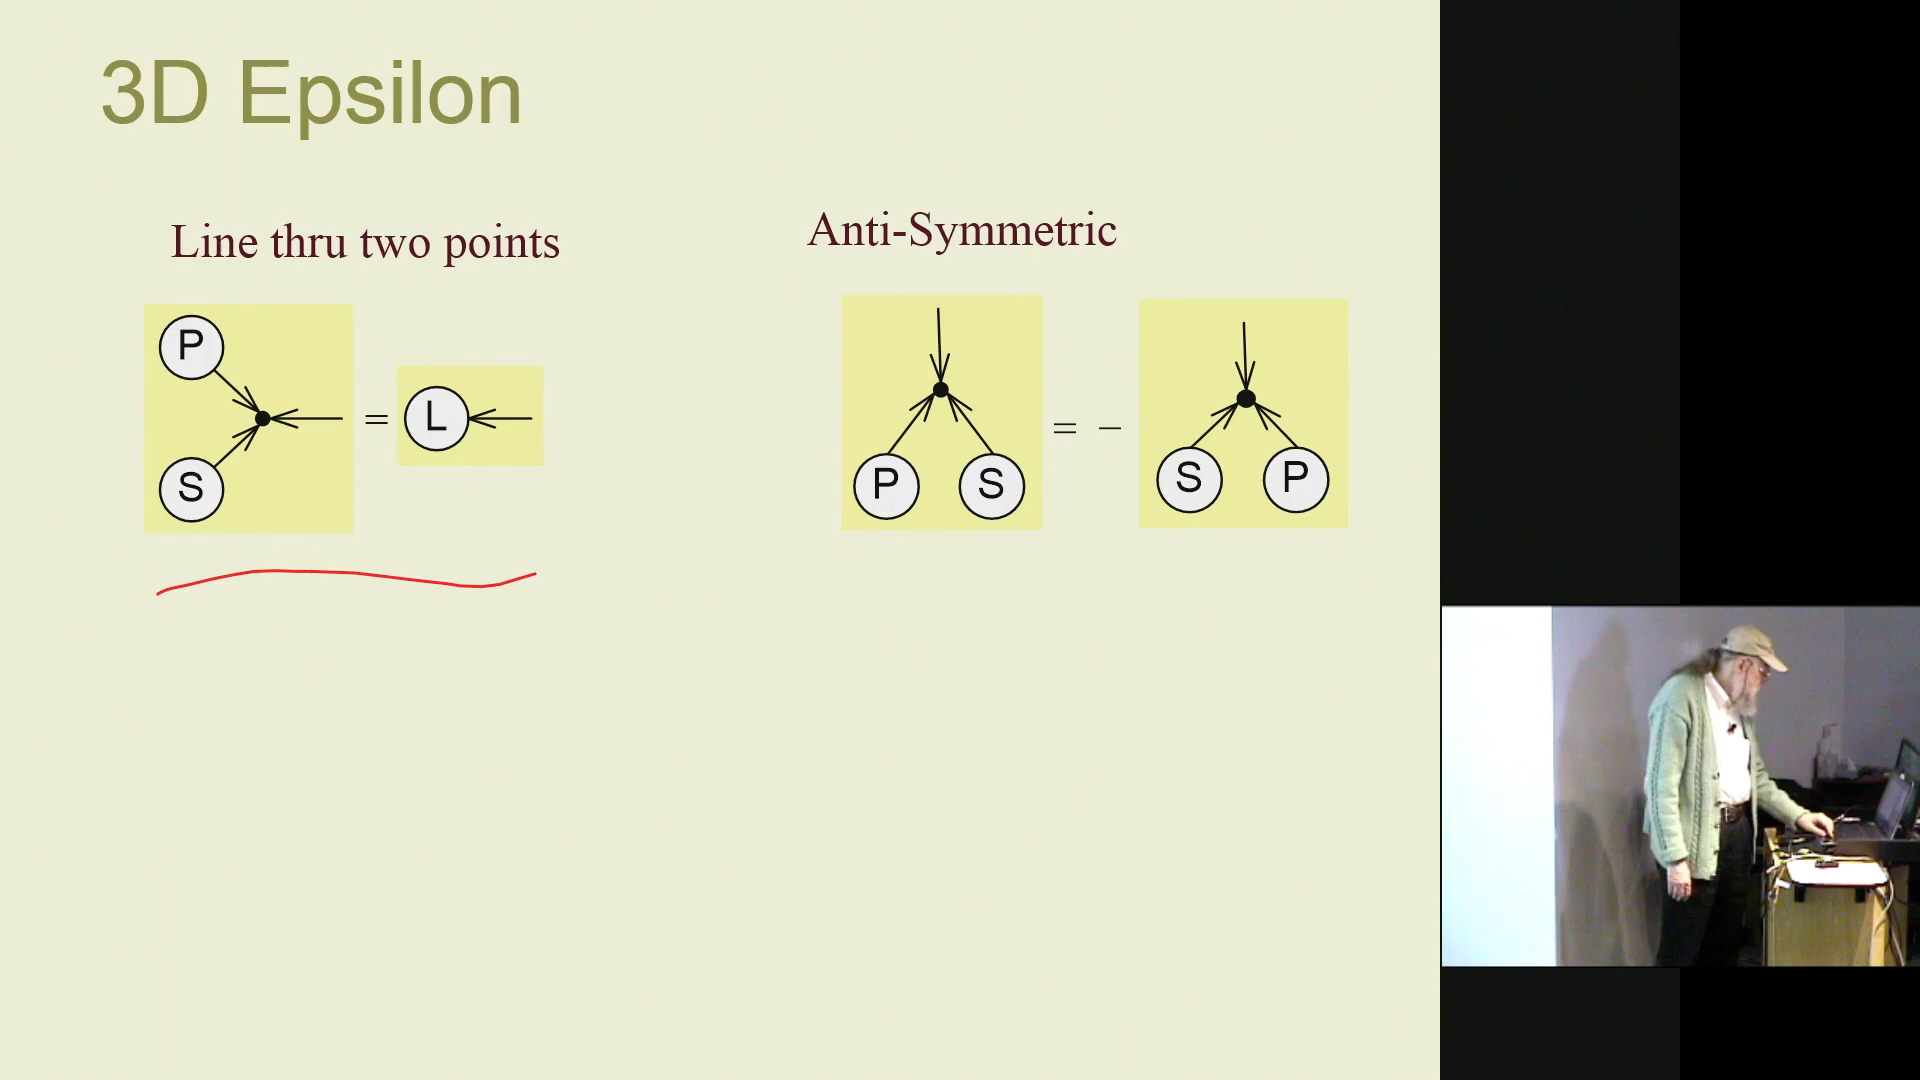 3D Epsilon
Line thru two points
P
S
=
L
Anti-Symmetric
P S
= −
S P